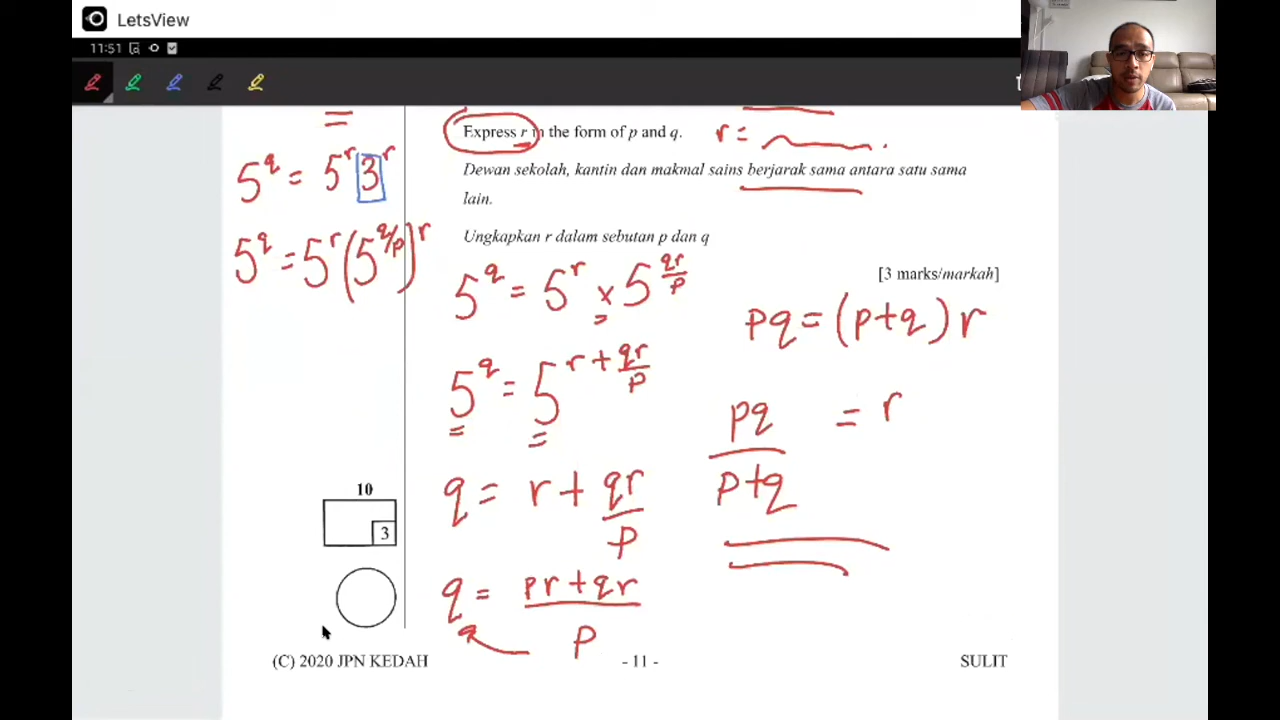 LetsView
11:51
=
Express r in the form of p and q.
r =
Dewan sekolah, kantin dan makmal sains berjarak sama antara satu sama
lain.
Ungkapkan r dalam sebutan p dan q
[3 marks/markah]
5^q = 5^r 3^r
5^q = 5^r (5^{q/p})^r
5^q = 5^r × 5^{qr/p}
5^q = 5^{r + qr/p}
q = r + qr/p
q = (pr + qr)/p
pq = (p+q) r
pq/(p+q) = r
10
3
(C) 2020 JPN KEDAH
- 11 -
SULIT